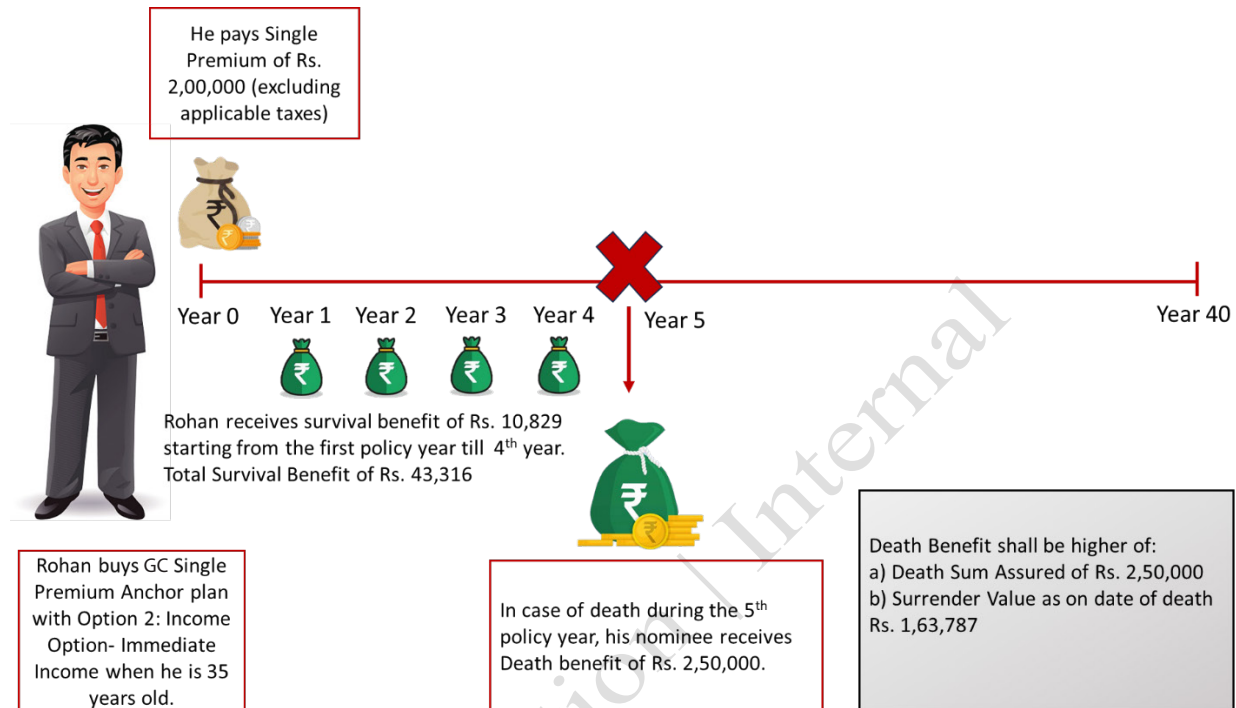 He pays Single
Premium of Rs.
2,00,000 (excluding
applicable taxes)
Year 0
Year 1
Year 2
Year 3
Year 4
Year 5
Year 40
Rohan receives survival benefit of Rs. 10,829
starting from the first policy year till 4th year.
Total Survival Benefit of Rs. 43,316
Rohan buys GC Single
Premium Anchor plan
with Option 2: Income
Option- Immediate
Income when he is 35
years old.
In case of death during the 5th
policy year, his nominee receives
Death benefit of Rs. 2,50,000.
Death Benefit shall be higher of:
a) Death Sum Assured of Rs. 2,50,000
b) Surrender Value as on date of death
Rs. 1,63,787
| Internal